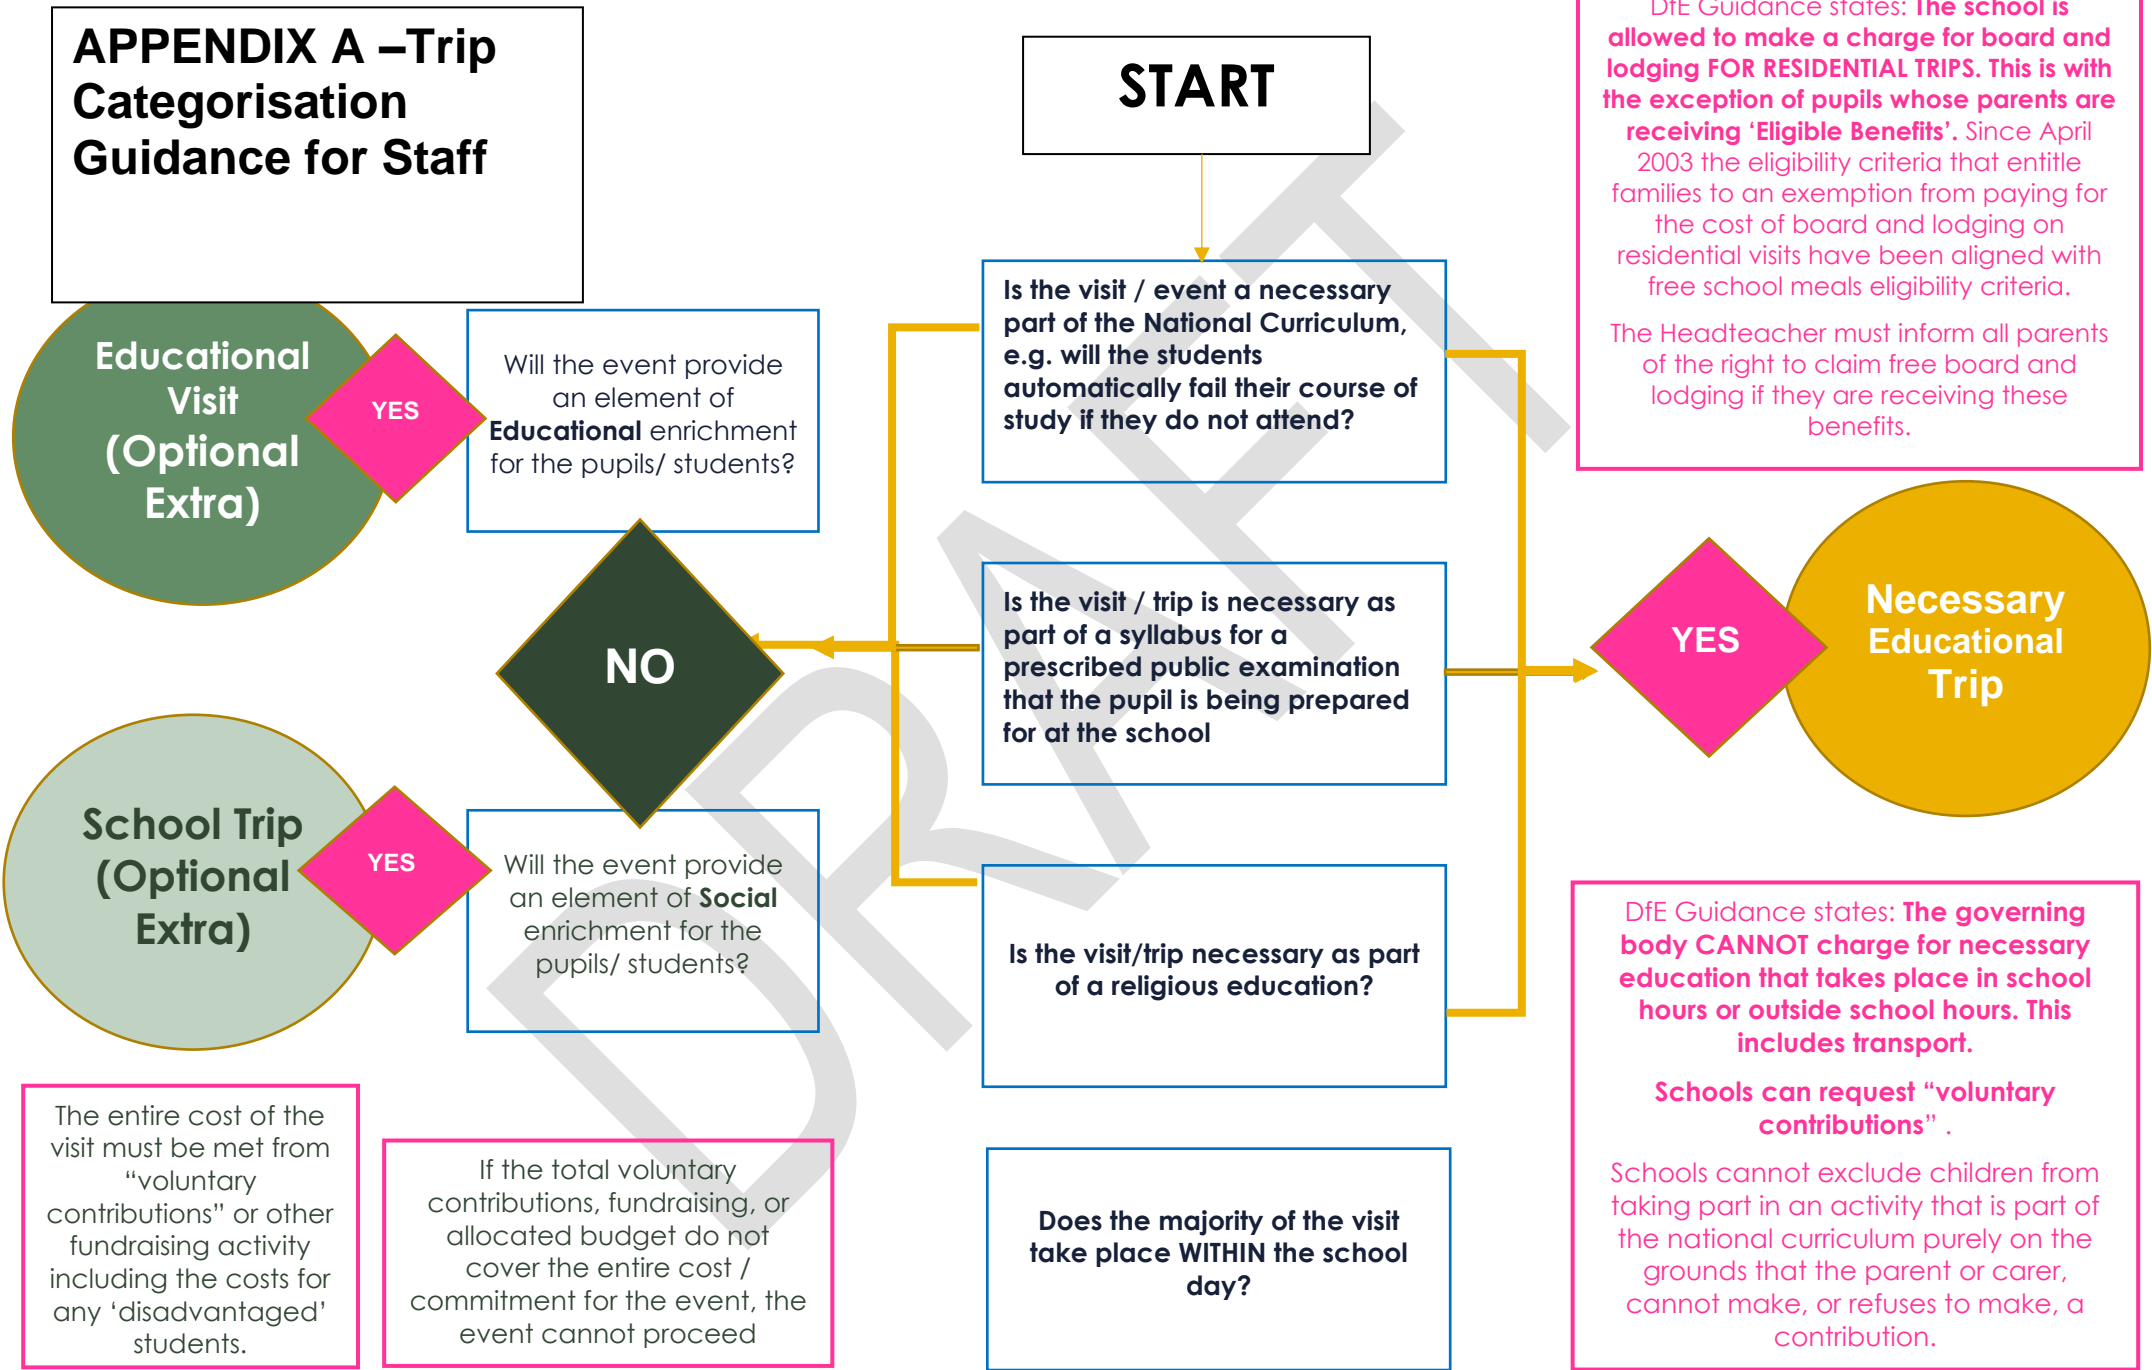 APPENDIX A –Trip
Categorisation
Guidance for Staff
START
DfE Guidance states: The school is
allowed to make a charge for board and
lodging FOR RESIDENTIAL TRIPS. This is with
the exception of pupils whose parents are
receiving ‘Eligible Benefits’. Since April
2003 the eligibility criteria that entitle
families to an exemption from paying for
the cost of board and lodging on
residential visits have been aligned with
free school meals eligibility criteria.
The Headteacher must inform all parents
of the right to claim free board and
lodging if they are receiving these
benefits.
Educational
Visit
(Optional
Extra)
YES
Will the event provide
an element of
Educational enrichment
for the pupils/ students?
Is the visit / event a necessary
part of the National Curriculum,
e.g. will the students
automatically fail their course of
study if they do not attend?
NO
Is the visit / trip is necessary as
part of a syllabus for a
prescribed public examination
that the pupil is being prepared
for at the school
YES
Necessary
Educational
Trip
School Trip
(Optional
Extra)
YES
Will the event provide
an element of Social
enrichment for the
pupils/ students?
Is the visit/trip necessary as part
of a religious education?
DfE Guidance states: The governing
body CANNOT charge for necessary
education that takes place in school
hours or outside school hours. This
includes transport.
Schools can request “voluntary
contributions” .
Schools cannot exclude children from
taking part in an activity that is part of
the national curriculum purely on the
grounds that the parent or carer,
cannot make, or refuses to make, a
contribution.
The entire cost of the
visit must be met from
“voluntary
contributions” or other
fundraising activity
including the costs for
any ‘disadvantaged’
students.
If the total voluntary
contributions, fundraising, or
allocated budget do not
cover the entire cost /
commitment for the event, the
event cannot proceed
Does the majority of the visit
take place WITHIN the school
day?
DRAFT